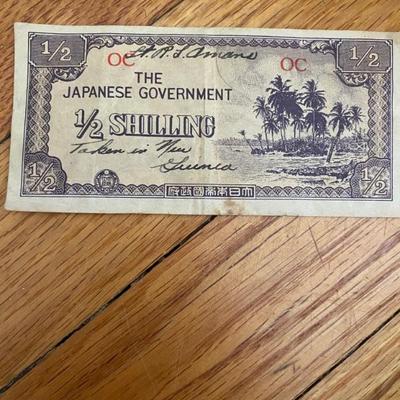 1/2 1/2
OC OC
THE
JAPANESE GOVERNMENT
1/2 SHILLING
Taken in New
Guinea
1/2 1/2
大日本帝國政府